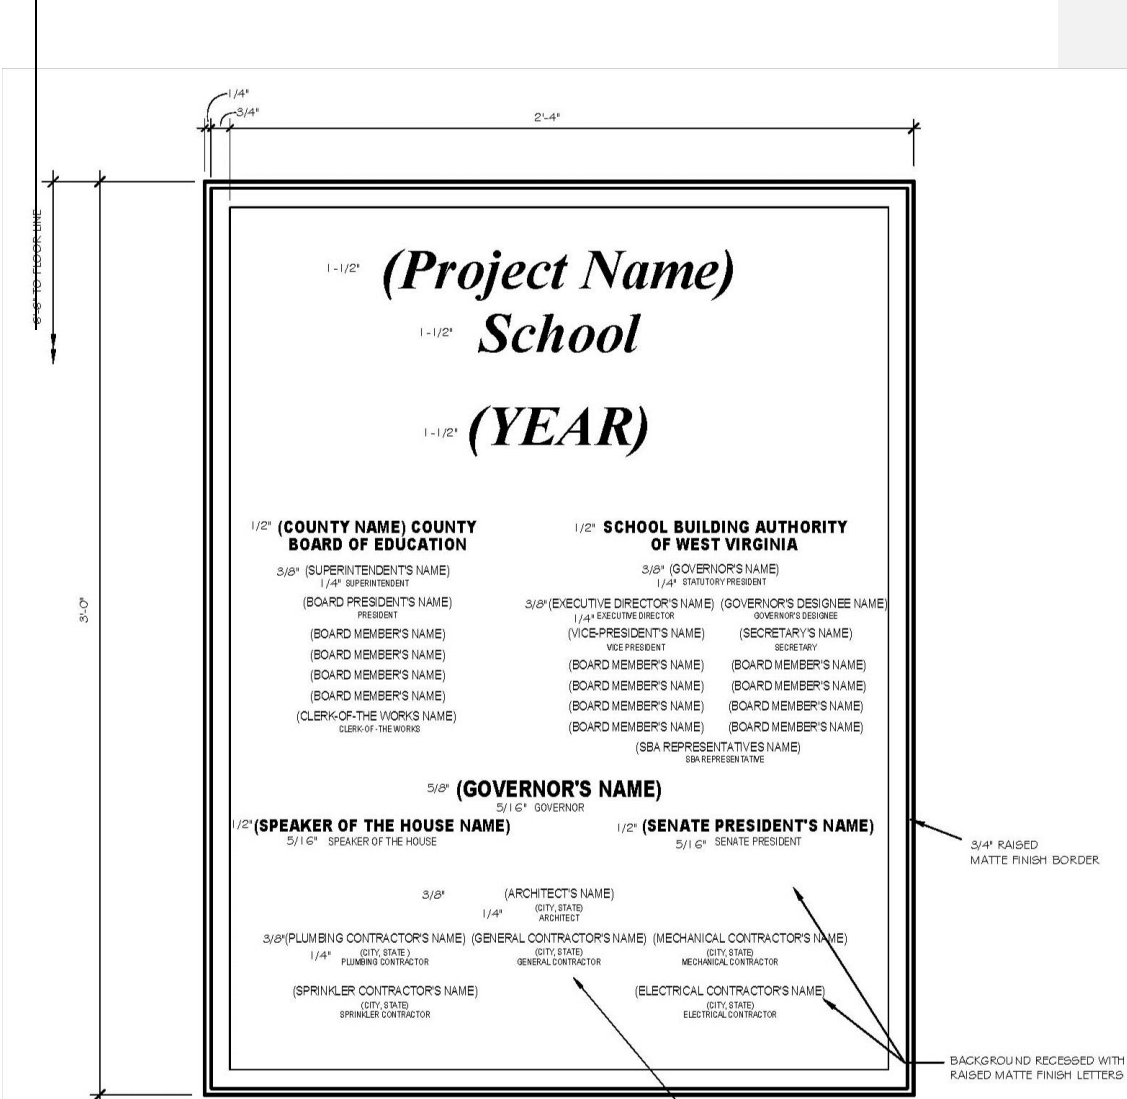 1/4"
3/4"
2'-4"
6'-6" TO FLOOR LINE
3'-0"
1-1/2" (Project Name)
1-1/2" School
1-1/2" (YEAR)
1/2" (COUNTY NAME) COUNTY
BOARD OF EDUCATION
3/8" (SUPERINTENDENT'S NAME)
1/4" SUPERINTENDENT
(BOARD PRESIDENT'S NAME)
PRESIDENT
(BOARD MEMBER'S NAME)
(BOARD MEMBER'S NAME)
(BOARD MEMBER'S NAME)
(BOARD MEMBER'S NAME)
(CLERK-OF-THE WORKS NAME)
CLERK-OF-THE WORKS
1/2" SCHOOL BUILDING AUTHORITY
OF WEST VIRGINIA
3/8" (GOVERNOR'S NAME)
1/4" STATUTORY PRESIDENT
3/8" (EXECUTIVE DIRECTOR'S NAME) (GOVERNOR'S DESIGNEE NAME)
1/4" EXECUTIVE DIRECTOR GOVERNOR'S DESIGNEE
(VICE-PRESIDENT'S NAME) (SECRETARY'S NAME)
VICE PRESIDENT SECRETARY
(BOARD MEMBER'S NAME) (BOARD MEMBER'S NAME)
(BOARD MEMBER'S NAME) (BOARD MEMBER'S NAME)
(BOARD MEMBER'S NAME) (BOARD MEMBER'S NAME)
(BOARD MEMBER'S NAME) (BOARD MEMBER'S NAME)
(SBA REPRESENTATIVES NAME)
SBA REPRESENTATIVE
5/8" (GOVERNOR'S NAME)
5/16" GOVERNOR
1/2" (SPEAKER OF THE HOUSE NAME) 1/2" (SENATE PRESIDENT'S NAME)
5/16" SPEAKER OF THE HOUSE 5/16" SENATE PRESIDENT
3/4" RAISED
MATTE FINISH BORDER
3/8" (ARCHITECT'S NAME)
(CITY, STATE)
1/4" ARCHITECT
3/8" (PLUMBING CONTRACTOR'S NAME) (GENERAL CONTRACTOR'S NAME) (MECHANICAL CONTRACTOR'S NAME)
1/4" (CITY, STATE) (CITY, STATE) (CITY, STATE)
PLUMBING CONTRACTOR GENERAL CONTRACTOR MECHANICAL CONTRACTOR
(SPRINKLER CONTRACTOR'S NAME) (ELECTRICAL CONTRACTOR'S NAME)
(CITY, STATE) (CITY, STATE)
SPRINKLER CONTRACTOR ELECTRICAL CONTRACTOR
BACKGROUND RECESSED WITH
RAISED MATTE FINISH LETTERS